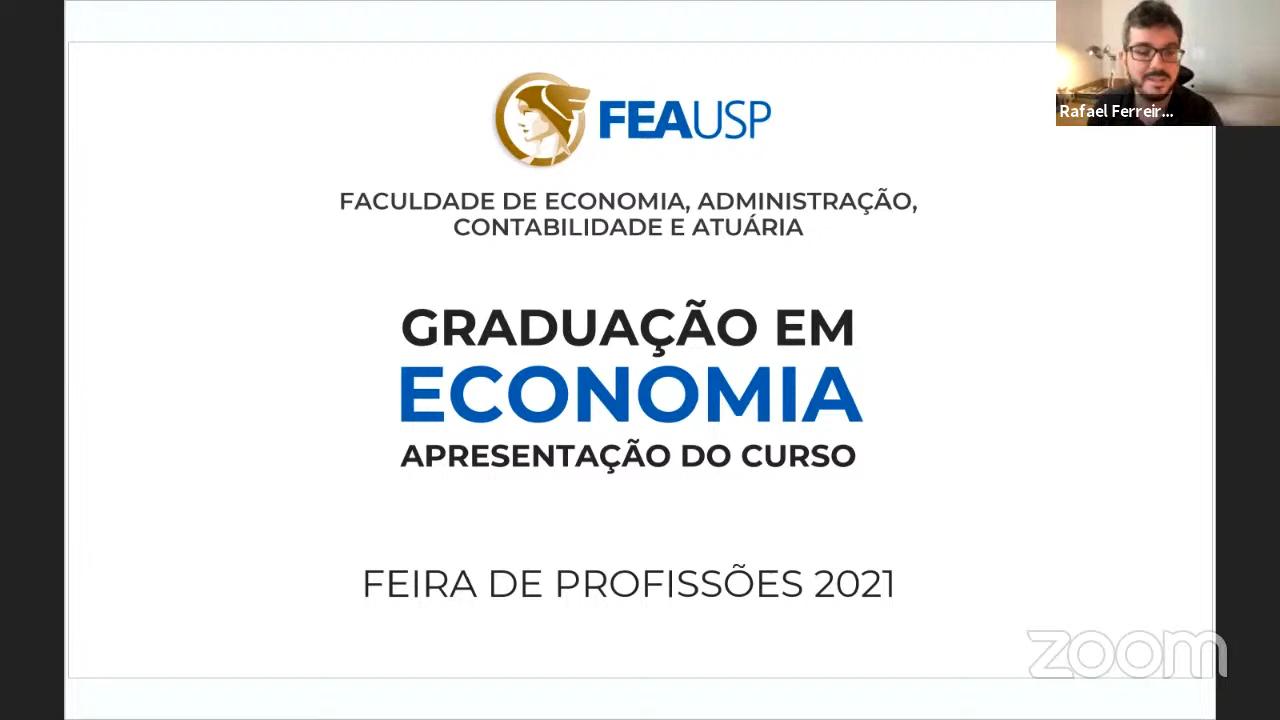 Rafael Ferreir...
FEAUSP
FACULDADE DE ECONOMIA, ADMINISTRAÇÃO,
CONTABILIDADE E ATUÁRIA
GRADUAÇÃO EM
ECONOMIA
APRESENTAÇÃO DO CURSO
FEIRA DE PROFISSÕES 2021
zoom